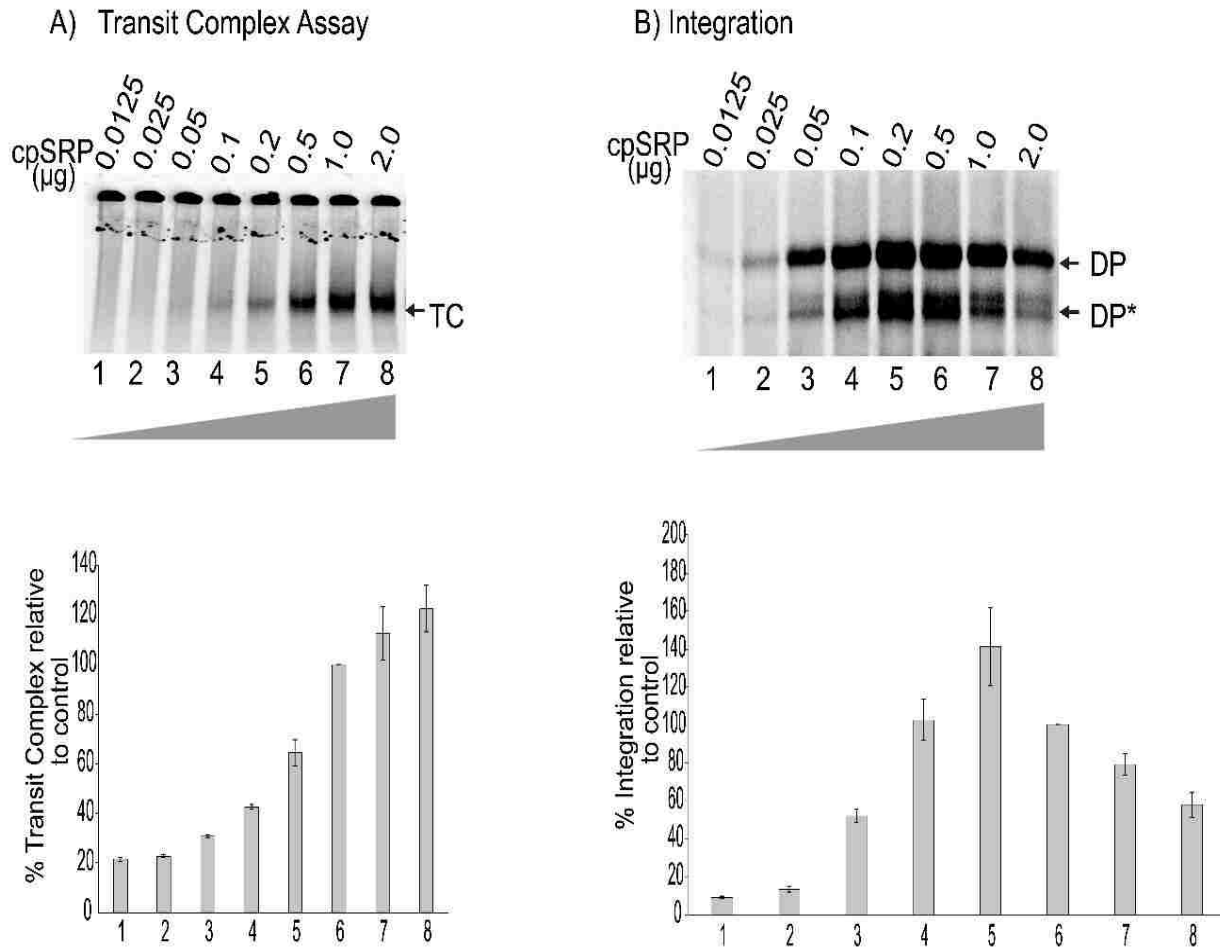 A) Transit Complex Assay
cpSRP
(µg)
0.0125 0.025 0.05 0.1 0.2 0.5 1.0 2.0
TC
1 2 3 4 5 6 7 8
% Transit Complex relative
to control
140
120
100
80
60
40
20
0
1 2 3 4 5 6 7 8
B) Integration
cpSRP
(µg)
0.0125 0.025 0.05 0.1 0.2 0.5 1.0 2.0
DP
DP*
1 2 3 4 5 6 7 8
% Integration relative
to control
200
180
160
140
120
100
80
60
40
20
0
1 2 3 4 5 6 7 8